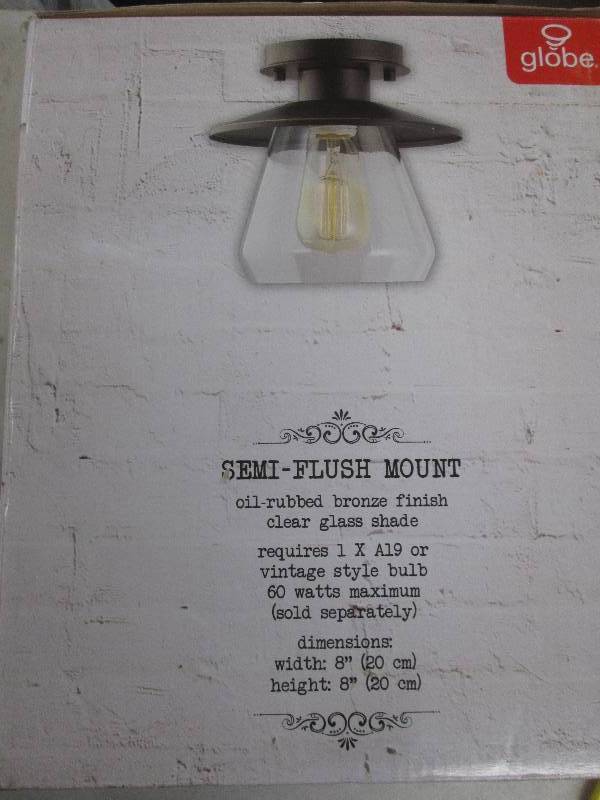 globe
SEMI-FLUSH MOUNT
oil-rubbed bronze finish
clear glass shade
requires 1 X A19 or
vintage style bulb
60 watts maximum
(sold separately)
dimensions:
width: 8" (20 cm)
height: 8" (20 cm)